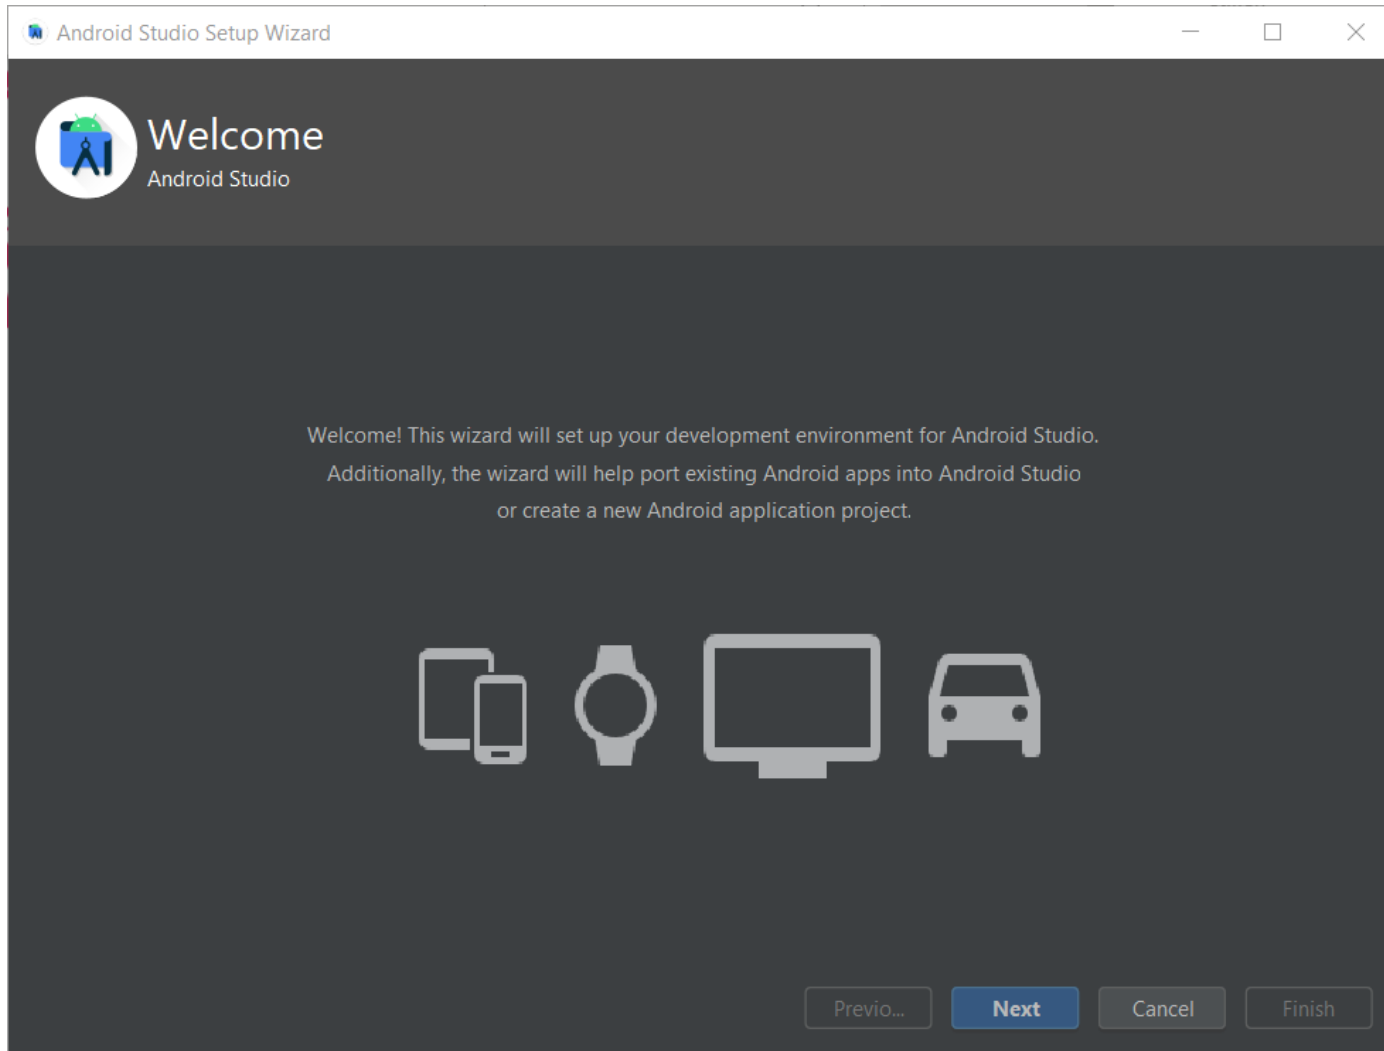 Android Studio Setup Wizard
Welcome
Android Studio
Welcome! This wizard will set up your development environment for Android Studio.
Additionally, the wizard will help port existing Android apps into Android Studio
or create a new Android application project.
Previo... Next Cancel Finish